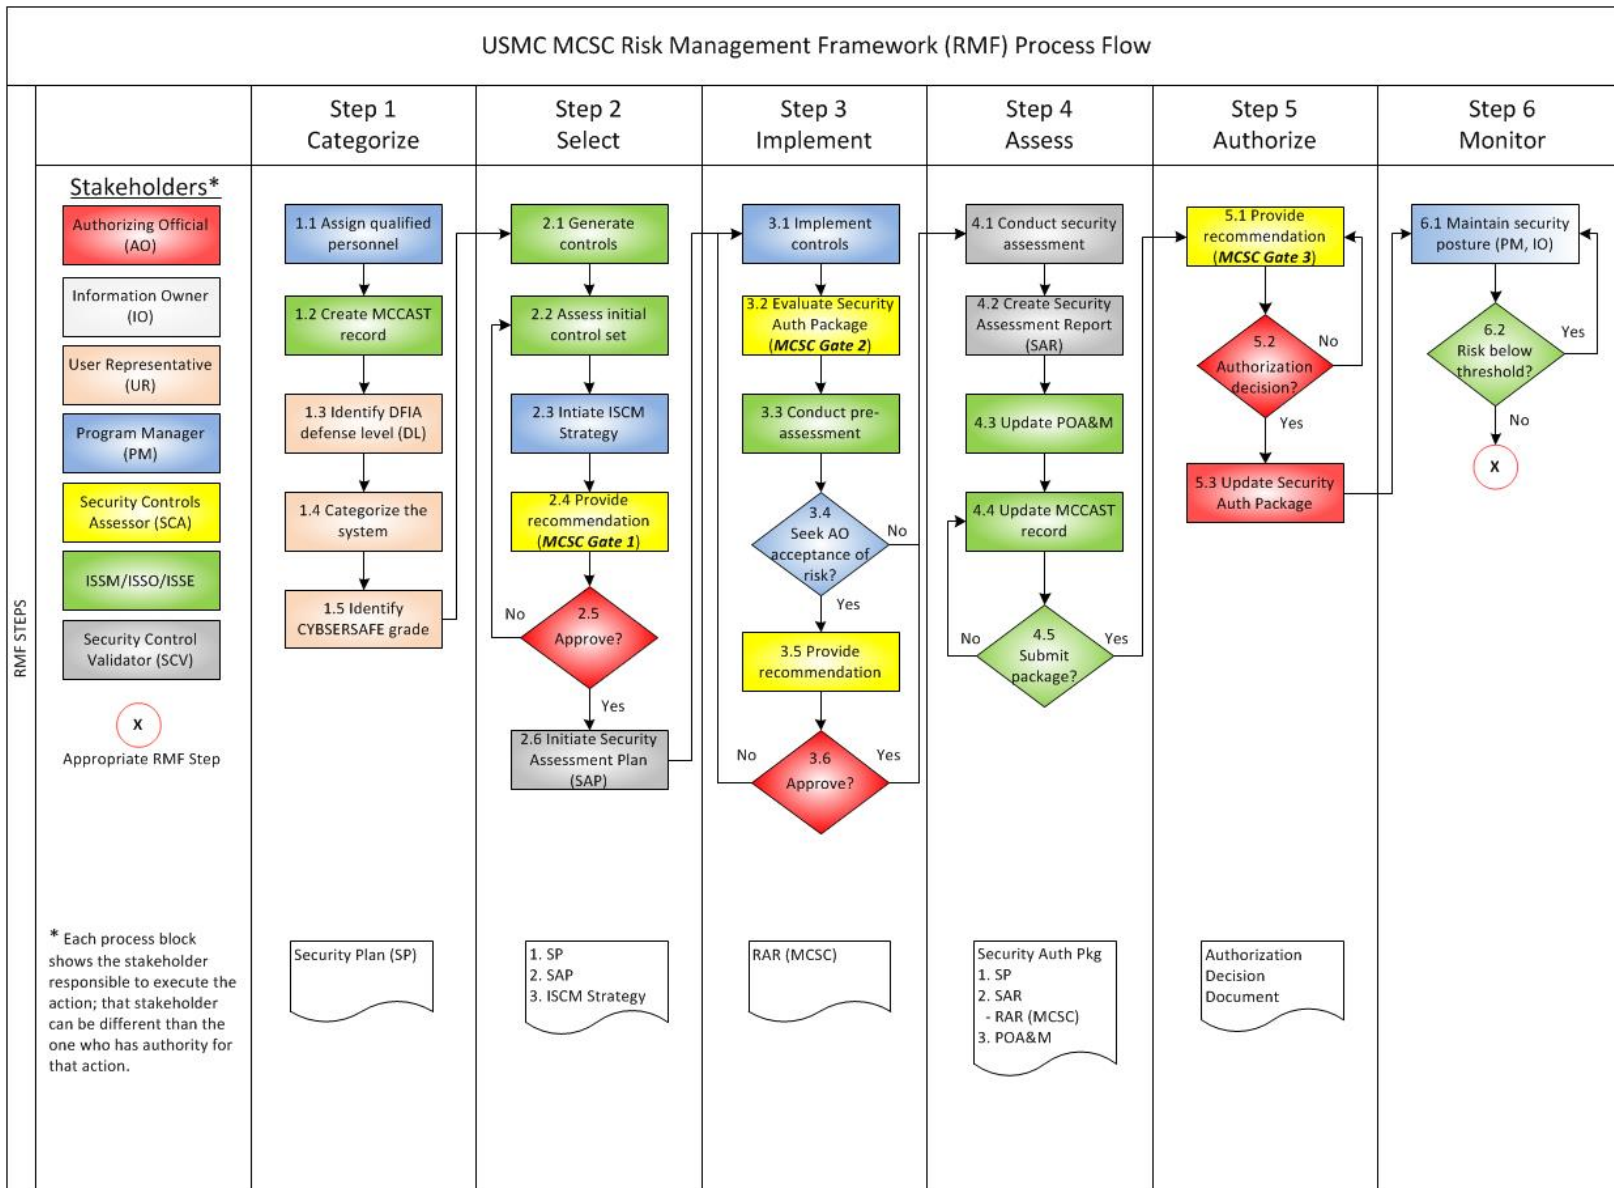 USMC MCSC Risk Management Framework (RMF) Process Flow
RMF STEPS
Step 1
Categorize
Step 2
Select
Step 3
Implement
Step 4
Assess
Step 5
Authorize
Step 6
Monitor
Stakeholders*
Authorizing Official
(AO)
Information Owner
(IO)
User Representative
(UR)
Program Manager
(PM)
Security Controls
Assessor (SCA)
ISSM/ISSO/ISSE
Security Control
Validator (SCV)
X
Appropriate RMF Step
* Each process block
shows the stakeholder
responsible to execute the
action; that stakeholder
can be different than the
one who has authority for
that action.
1.1 Assign qualified
personnel
1.2 Create MCCAST
record
1.3 Identify DFIA
defense level (DL)
1.4 Categorize the
system
1.5 Identify
CYBSERSAFE grade
Security Plan (SP)
2.1 Generate
controls
2.2 Assess initial
control set
2.3 Intiate ISCM
Strategy
2.4 Provide
recommendation
(MCSC Gate 1)
No
2.5
Approve?
Yes
2.6 Initiate Security
Assessment Plan
(SAP)
1. SP
2. SAP
3. ISCM Strategy
3.1 Implement
controls
3.2 Evaluate Security
Auth Package
(MCSC Gate 2)
3.3 Conduct pre-
assessment
3.4
Seek AO
acceptance of
risk?
No
Yes
3.5 Provide
recommendation
No
3.6
Approve?
Yes
RAR (MCSC)
4.1 Conduct security
assessment
4.2 Create Security
Assessment Report
(SAR)
4.3 Update POA&M
4.4 Update MCCAST
record
No
4.5
Submit
package?
Yes
Security Auth Pkg
1. SP
2. SAR
- RAR (MCSC)
3. POA&M
5.1 Provide
recommendation
(MCSC Gate 3)
5.2
Authorization
decision?
No
Yes
5.3 Update Security
Auth Package
Authorization
Decision
Document
6.1 Maintain security
posture (PM, IO)
6.2
Risk below
threshold?
Yes
No
X